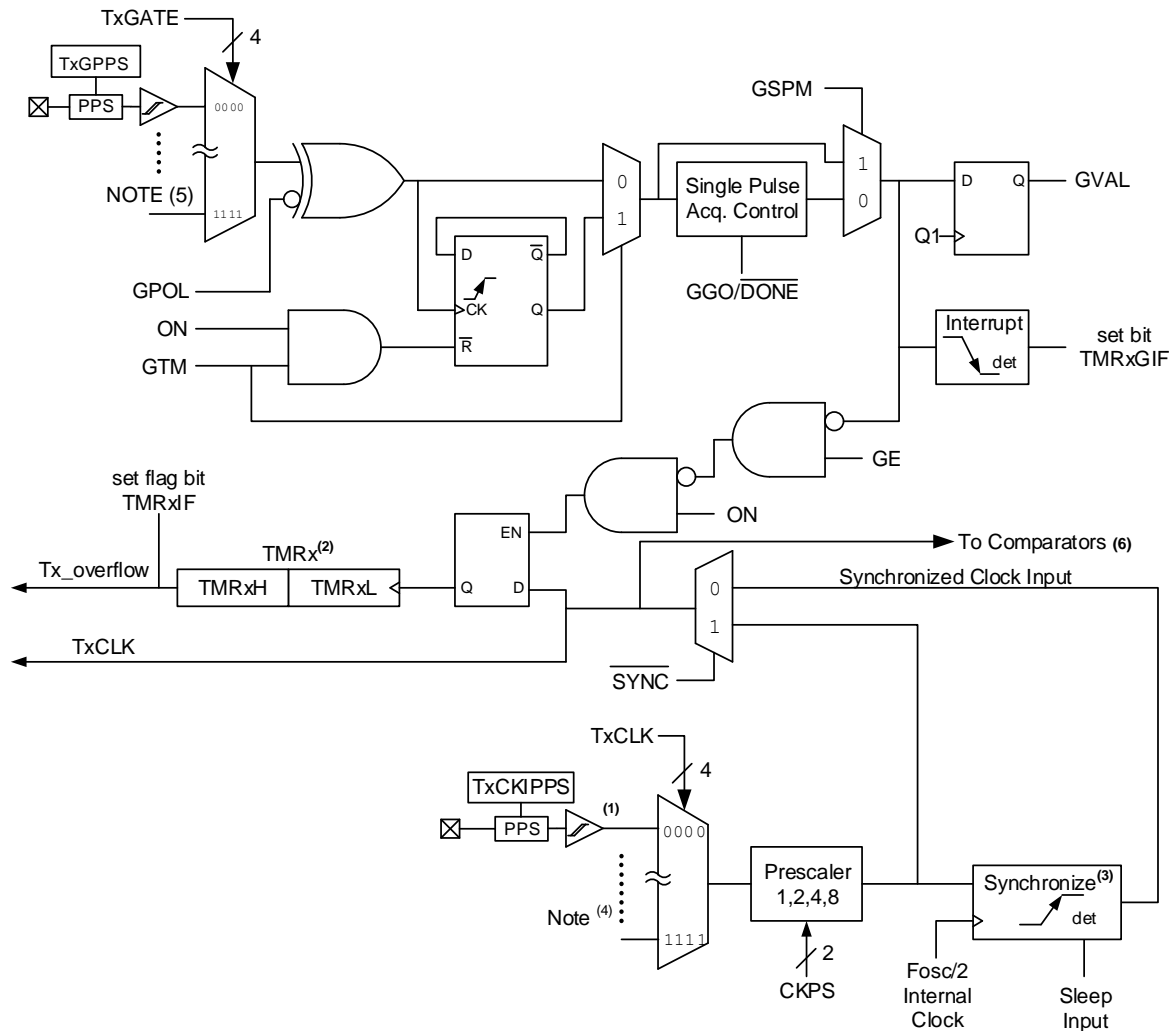 TxGATE
4
TxGPPS
PPS
0000
NOTE (5)
1111
GPOL
ON
GTM
D
Q
CK
Q
R
0
1
Single Pulse
Acq. Control
GGO/DONE
GSPM
1
0
D
Q
Q1
GVAL
Interrupt
det
set bit
TMRxGIF
GE
ON
set flag bit
TMRxIF
Tx_overflow
TMRx(2)
TMRxH
TMRxL
EN
Q
D
TxCLK
To Comparators (6)
Synchronized Clock Input
0
1
SYNC
TxCLK
4
TxCKIPPS
PPS
(1)
0000
Note (4)
1111
Prescaler
1,2,4,8
2
CKPS
Synchronize(3)
det
Fosc/2
Internal
Clock
Sleep
Input